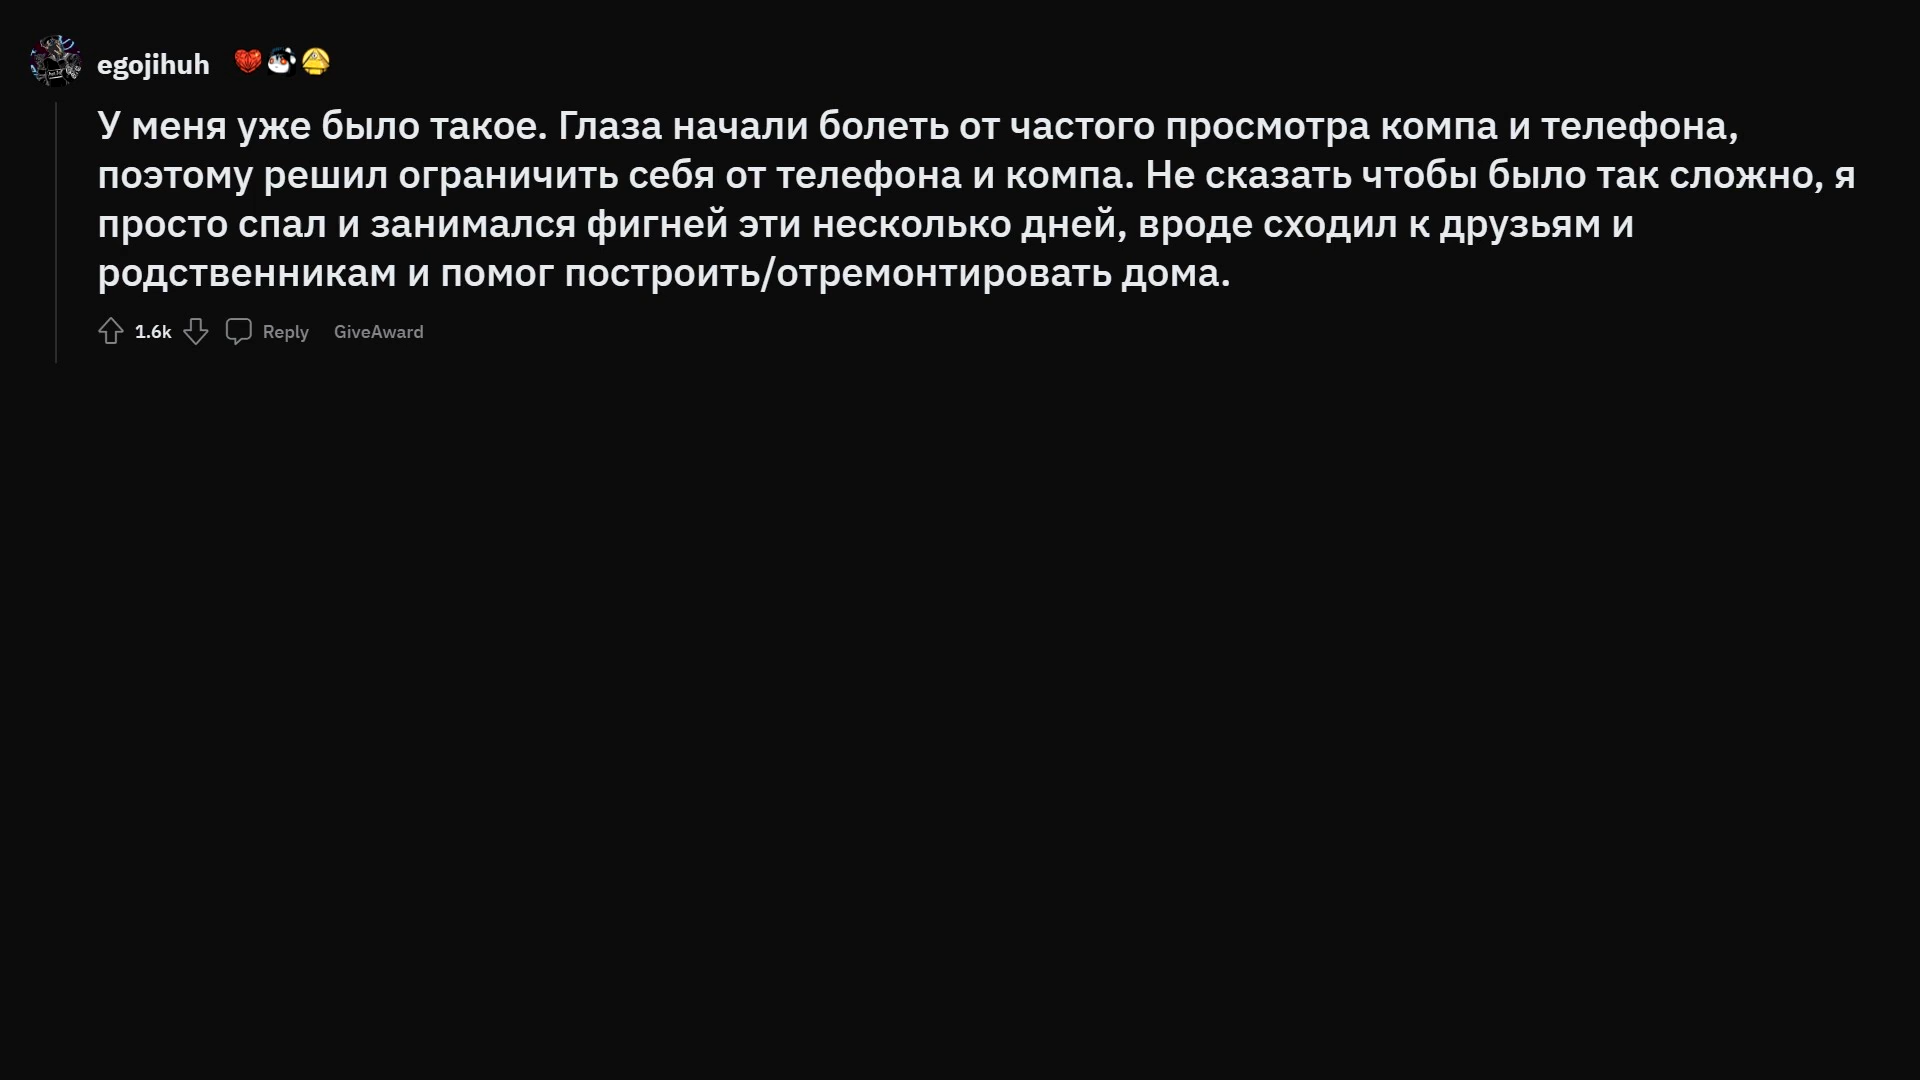 egojihuh
У меня уже было такое. Глаза начали болеть от частого просмотра компа и телефона,
поэтому решил ограничить себя от телефона и компа. Не сказать чтобы было так сложно, я
просто спал и занимался фигней эти несколько дней, вроде сходил к друзьям и
родственникам и помог построить/отремонтировать дома.
1.6k Reply GiveAward